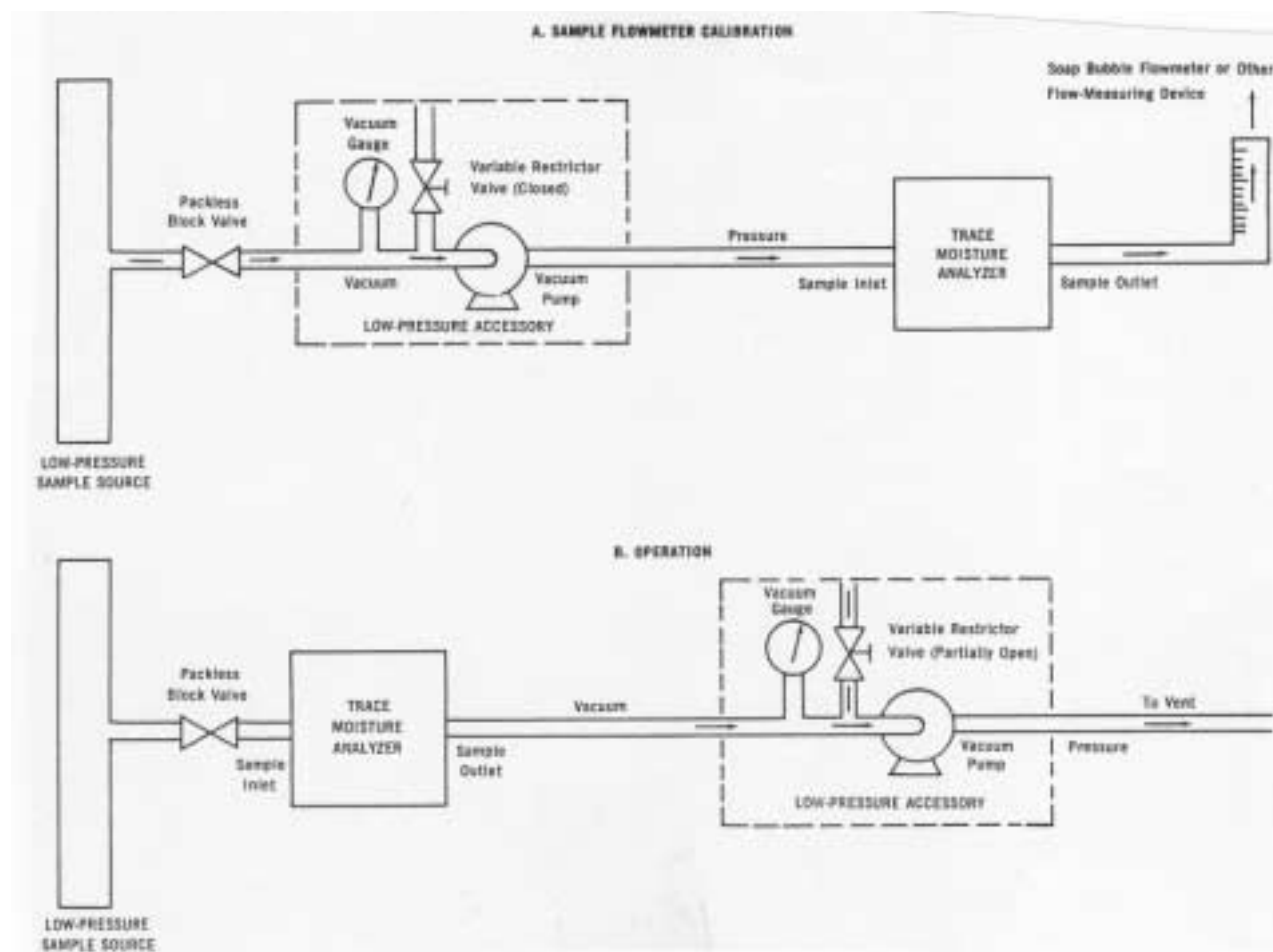 A. SAMPLE FLOWMETER CALIBRATION
Soap Bubble Flowmeter or Other
Flow-Measuring Device
Vacuum
Gauge
Variable Restrictor
Valve (Closed)
Packless
Block Valve
Vacuum
Vacuum
Pump
LOW-PRESSURE ACCESSORY
Pressure
Sample Inlet
TRACE
MOISTURE
ANALYZER
Sample Outlet
LOW-PRESSURE
SAMPLE SOURCE
B. OPERATION
Vacuum
Gauge
Variable Restrictor
Valve (Partially Open)
Packless
Block Valve
Sample
Inlet
TRACE
MOISTURE
ANALYZER
Sample
Outlet
Vacuum
Vacuum
Pump
LOW-PRESSURE ACCESSORY
To Vent
Pressure
LOW-PRESSURE
SAMPLE SOURCE